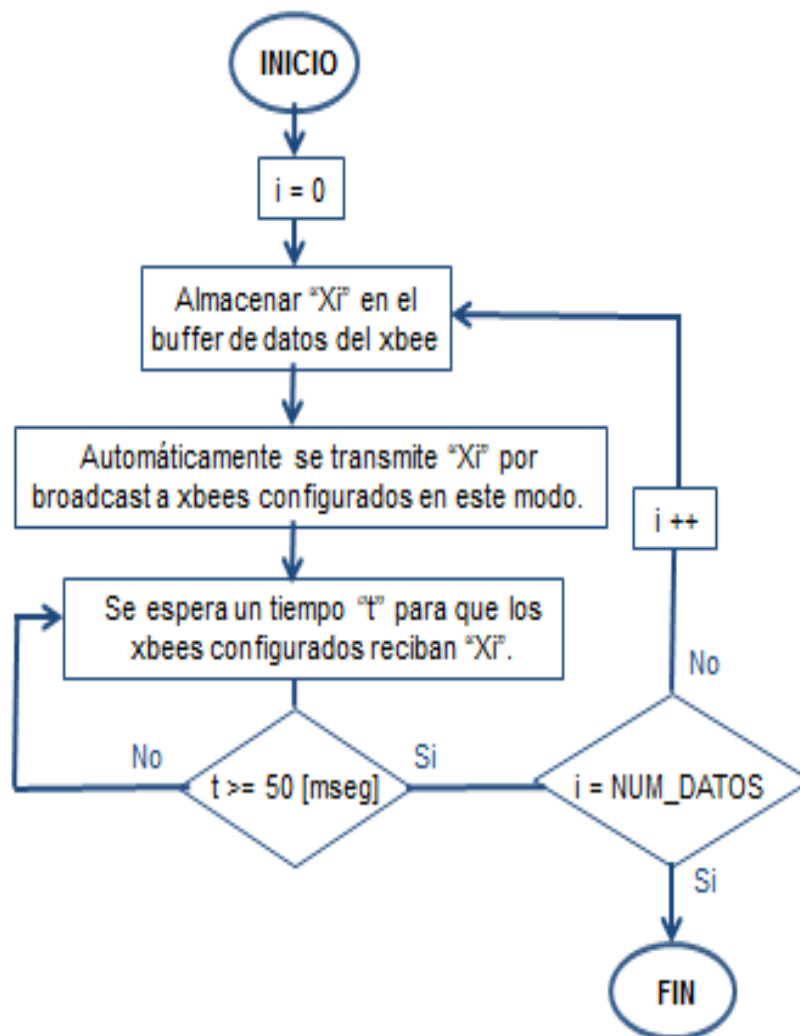 INICIO
i = 0
Almacenar “Xi” en el
buffer de datos del xbee
Automáticamente se transmite “Xi” por
broadcast a xbees configurados en este modo.
i ++
Se espera un tiempo “t” para que los
xbees configurados reciban “Xi”.
No
No
t >= 50 [mseg]
Si
i = NUM_DATOS
Si
FIN